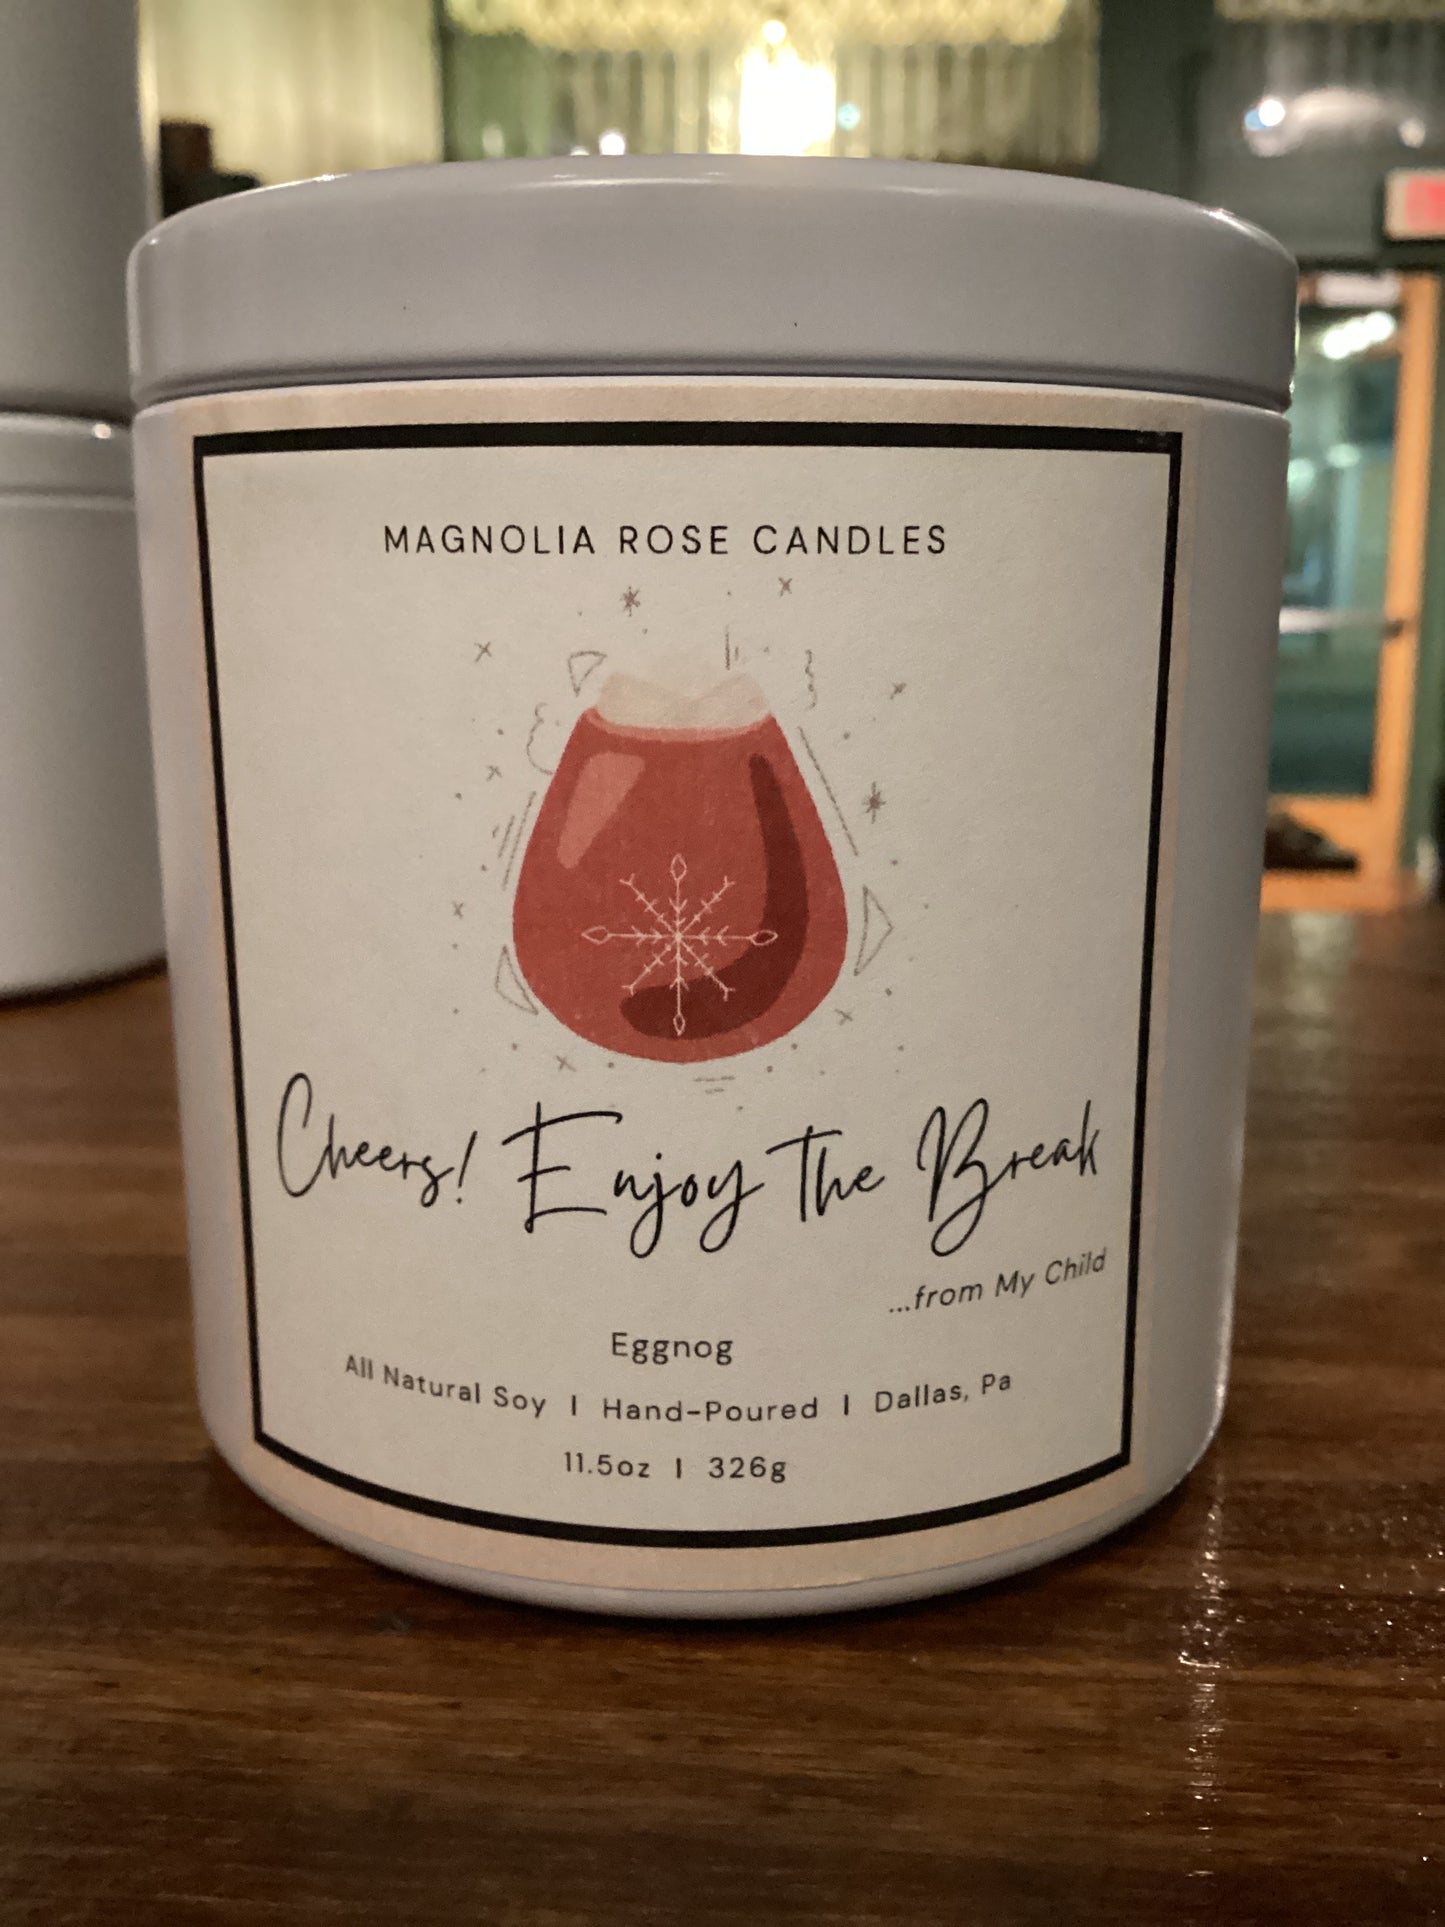 MAGNOLIA ROSE CANDLES
Cheers! Enjoy The Break
...from My Child
Eggnog
All Natural Soy | Hand-Poured | Dallas, Pa
11.5oz | 326g